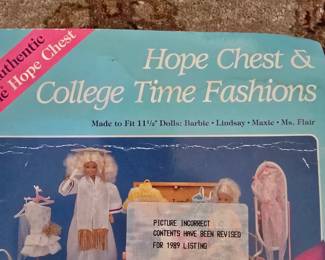 Authentic
Hope Chest
Hope Chest &
College Time Fashions
Made to Fit 11½" Dolls: Barbie • Lindsay • Maxie • Ms. Flair
PICTURE INCORRECT
CONTENTS HAVE BEEN REVISED
FOR 1989 LISTING